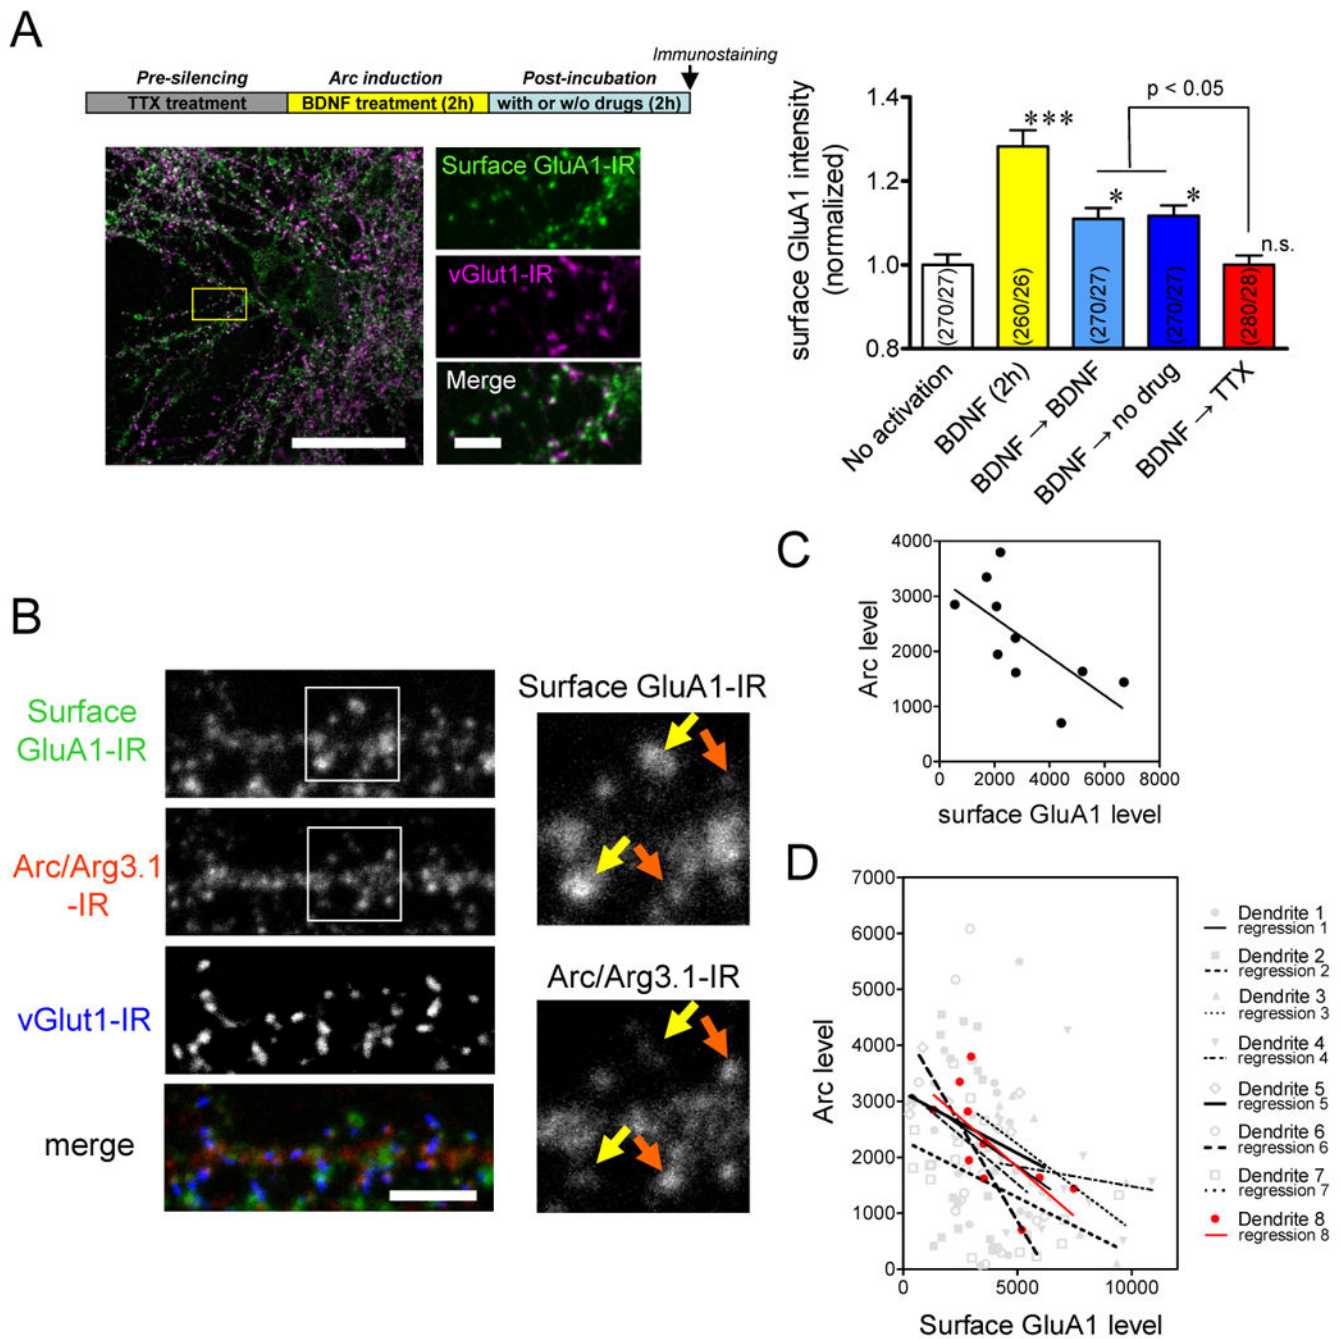 A
Immunostaining
Pre-silencing Arc induction Post-incubation
TTX treatment BDNF treatment (2h) with or w/o drugs (2h)
Surface GluA1-IR
vGlut1-IR
Merge
surface GluA1 intensity
(normalized)
1.4
1.2
1.0
0.8
***
*
*
p < 0.05
n.s.
(270/27)
(260/26)
(270/27)
(270/27)
(280/28)
No activation
BDNF (2h)
BDNF → BDNF
BDNF → no drug
BDNF → TTX
B
Surface
GluA1-IR
Arc/Arg3.1
-IR
vGlut1-IR
merge
Surface GluA1-IR
Arc/Arg3.1-IR
C
Arc level
4000
3000
2000
1000
0
0 2000 4000 6000 8000
surface GluA1 level
D
Arc level
7000
6000
5000
4000
3000
2000
1000
0
0 5000 10000
Surface GluA1 level
Dendrite 1
regression 1
Dendrite 2
regression 2
Dendrite 3
regression 3
Dendrite 4
regression 4
Dendrite 5
regression 5
Dendrite 6
regression 6
Dendrite 7
regression 7
Dendrite 8
regression 8